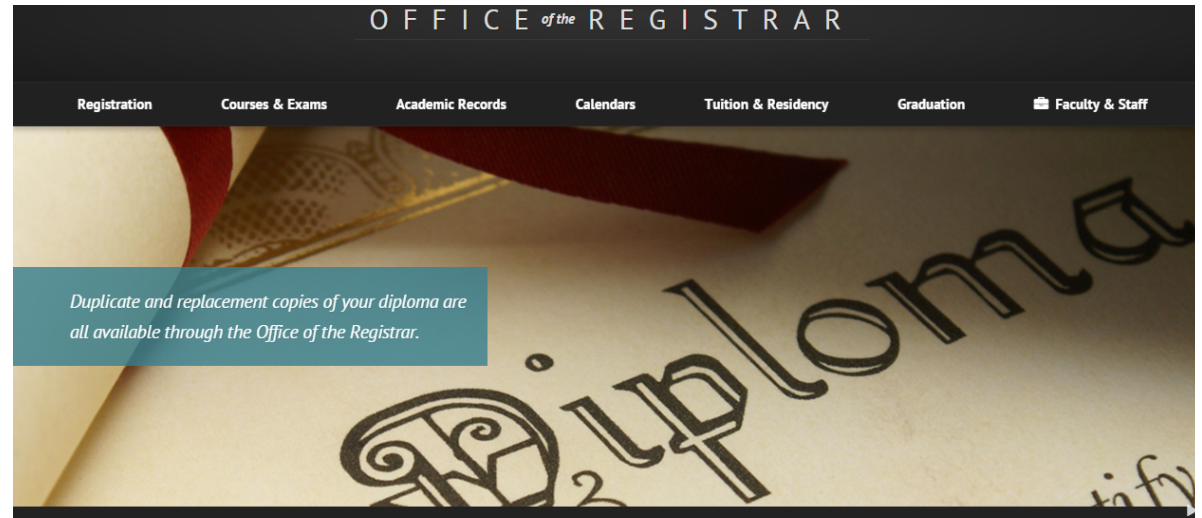 OFFICE of the REGISTRAR
Registration Courses & Exams Academic Records Calendars Tuition & Residency Graduation Faculty & Staff
Duplicate and replacement copies of your diploma are
all available through the Office of the Registrar.
Diploma